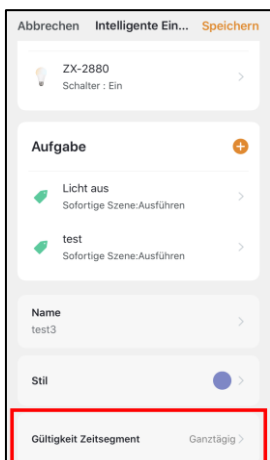 Abbrechen Intelligente Ein... Speichern
ZX-2880
Schalter : Ein
Aufgabe
Licht aus
Sofortige Szene:Ausführen
test
Sofortige Szene:Ausführen
Name
test3
Stil
Gültigkeit Zeitsegment Ganztägig